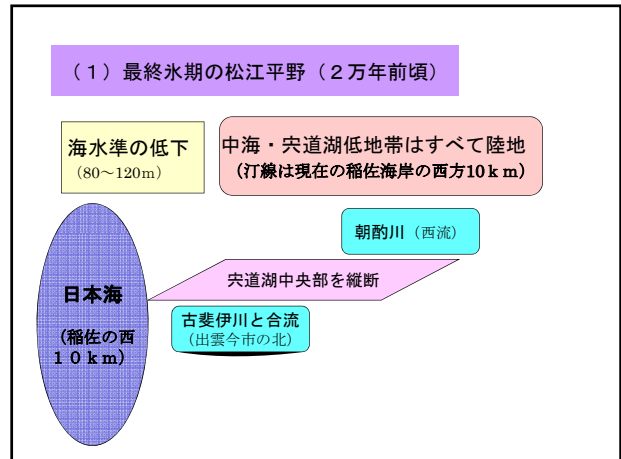 （１）最終氷期の松江平野（２万年前頃）
海水準の低下
（80～120ｍ）
中海・宍道湖低地帯はすべて陸地
（汀線は現在の稲佐海岸の西方10ｋｍ）
朝酌川（西流）
宍道湖中央部を縦断
日本海
（稲佐の西
１０ｋｍ）
古斐伊川と合流
（出雲今市の北）